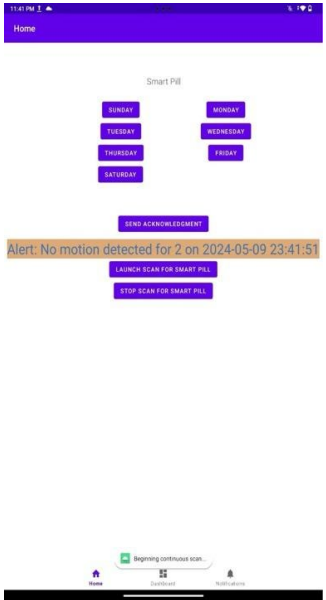 11:41 PM
Home
Smart Pill
SUNDAY MONDAY
TUESDAY WEDNESDAY
THURSDAY FRIDAY
SATURDAY
SEND ACKNOWLEDGMENT
Alert: No motion detected for 2 on 2024-05-09 23:41:51
LAUNCH SCAN FOR SMART PILL
STOP SCAN FOR SMART PILL
Beginning continuous scan...
Home Dashboard Notifications